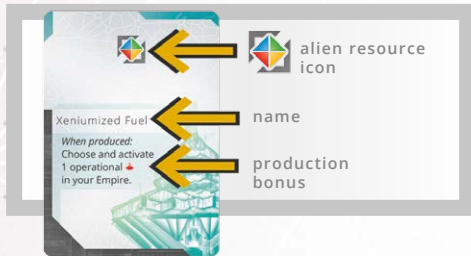 alien resource
icon
Xeniumized Fuel
name
When produced:
Choose and activate
1 operational
in your Empire.
production
bonus